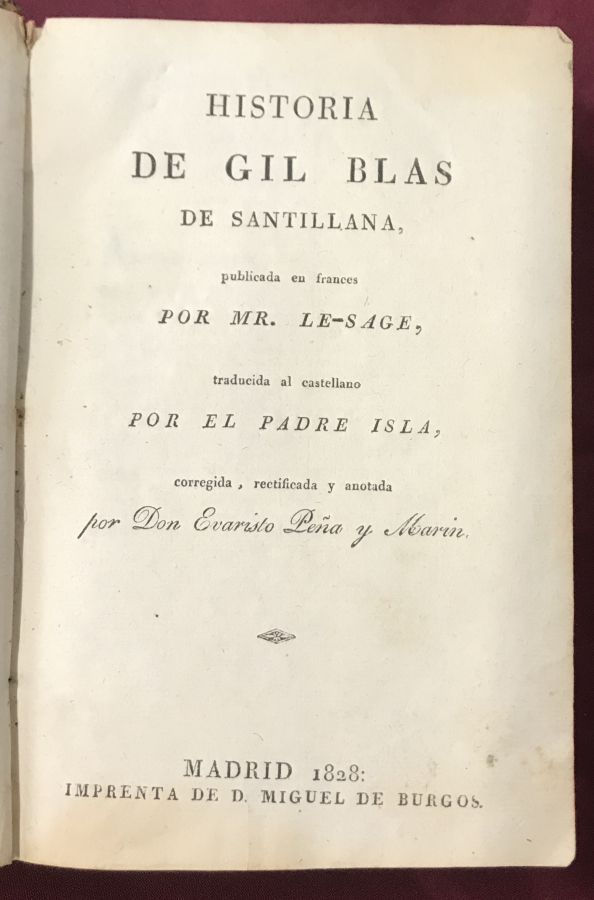 HISTORIA
DE GIL BLAS
DE SANTILLANA,
publicada en frances
POR MR. LE-SAGE,
traducida al castellano
POR EL PADRE ISLA,
corregida, rectificada y anotada
por Don Evaristo Peña y Marin.
MADRID 1828:
IMPRENTA DE D. MIGUEL DE BURGOS.